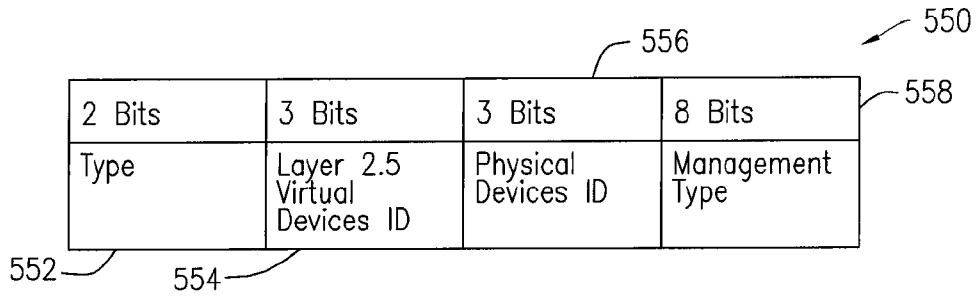 550
556
558
2 Bits
3 Bits
3 Bits
8 Bits
Type
Layer 2.5
Virtual
Devices ID
Physical
Devices ID
Management
Type
552
554